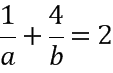 1/a + 4/b = 2